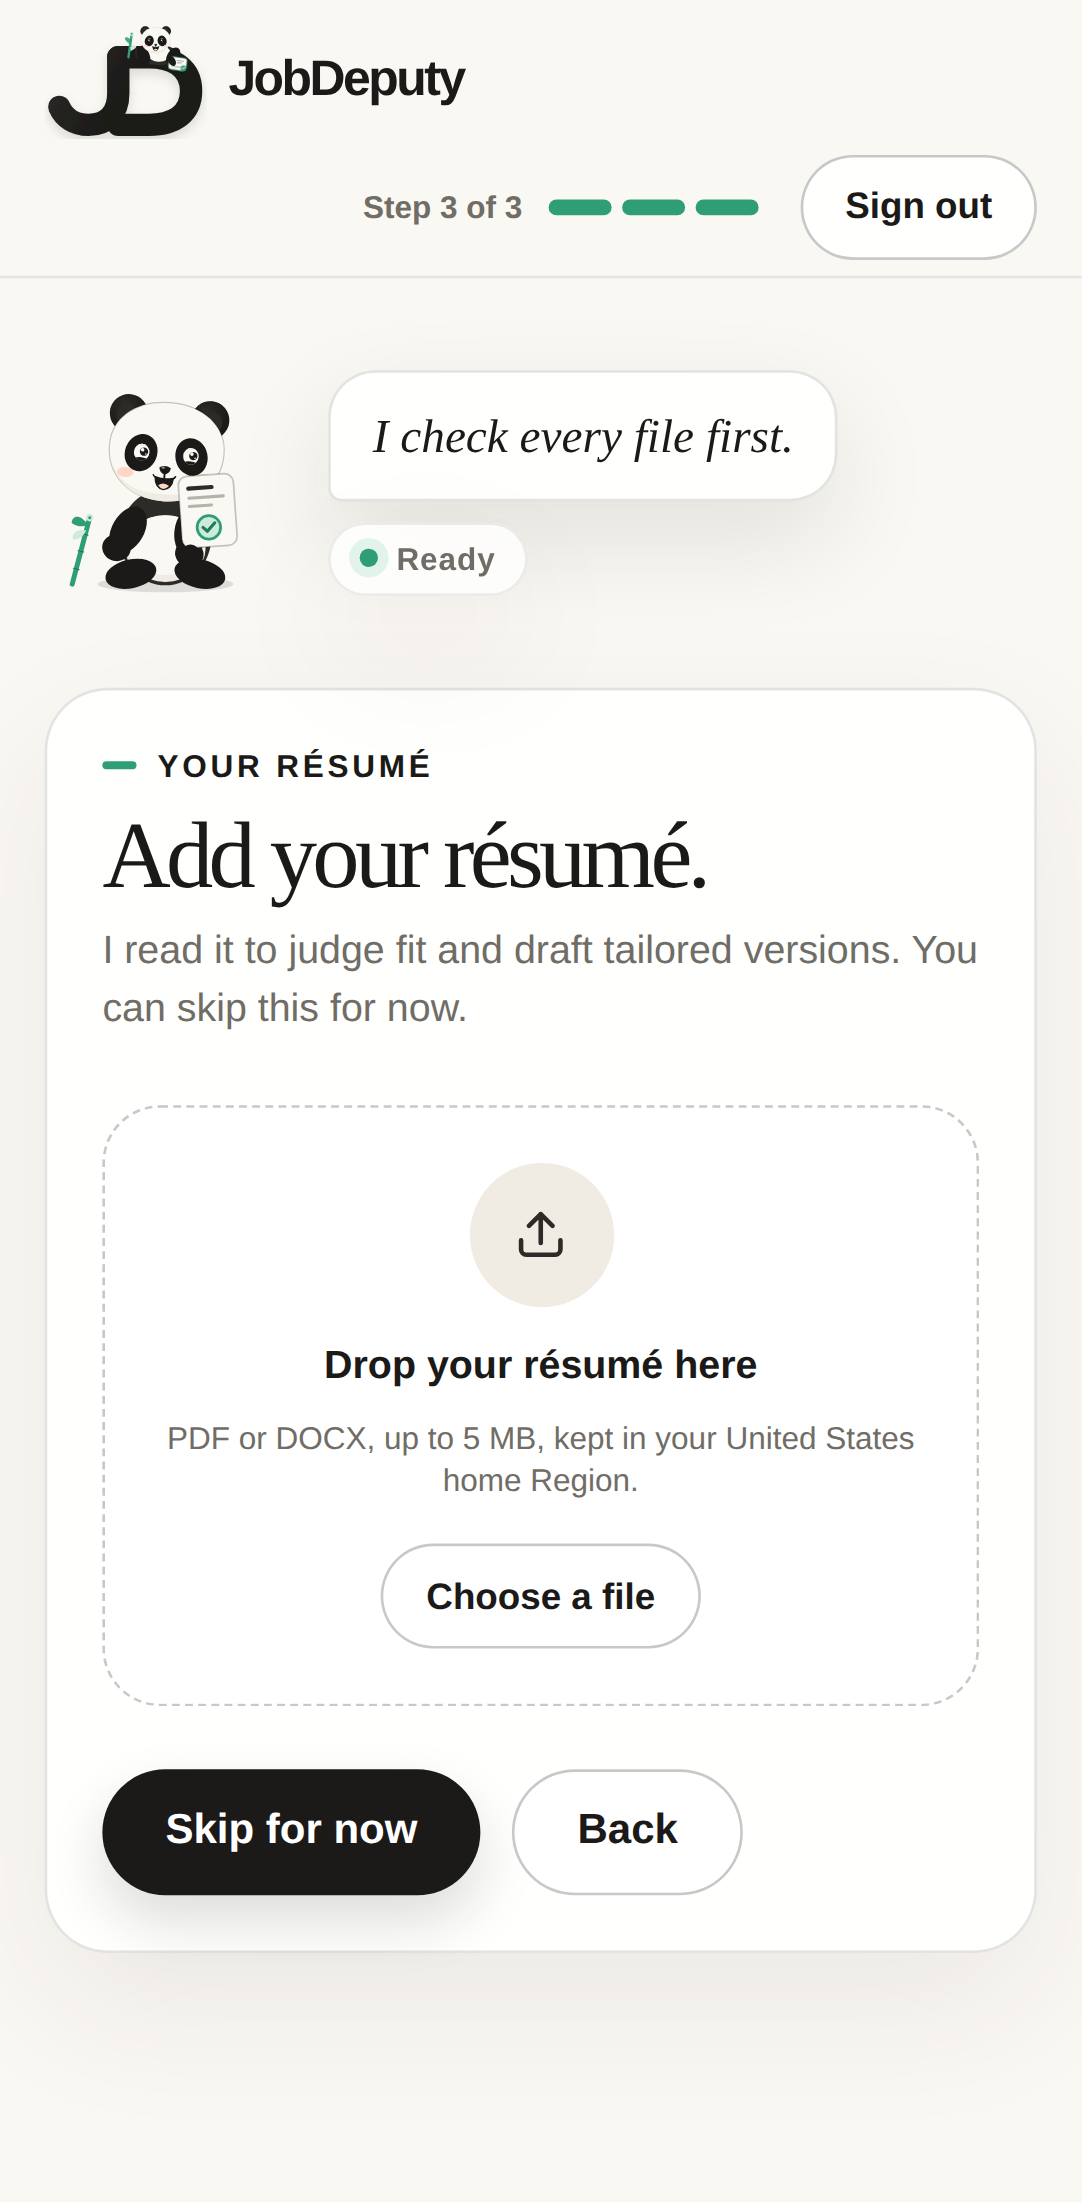 JobDeputy
Step 3 of 3
Sign out
I check every file first.
Ready
YOUR RÉSUMÉ
Add your résumé.
I read it to judge fit and draft tailored versions. You
can skip this for now.
Drop your résumé here
PDF or DOCX, up to 5 MB, kept in your United States
home Region.
Choose a file
Skip for now
Back